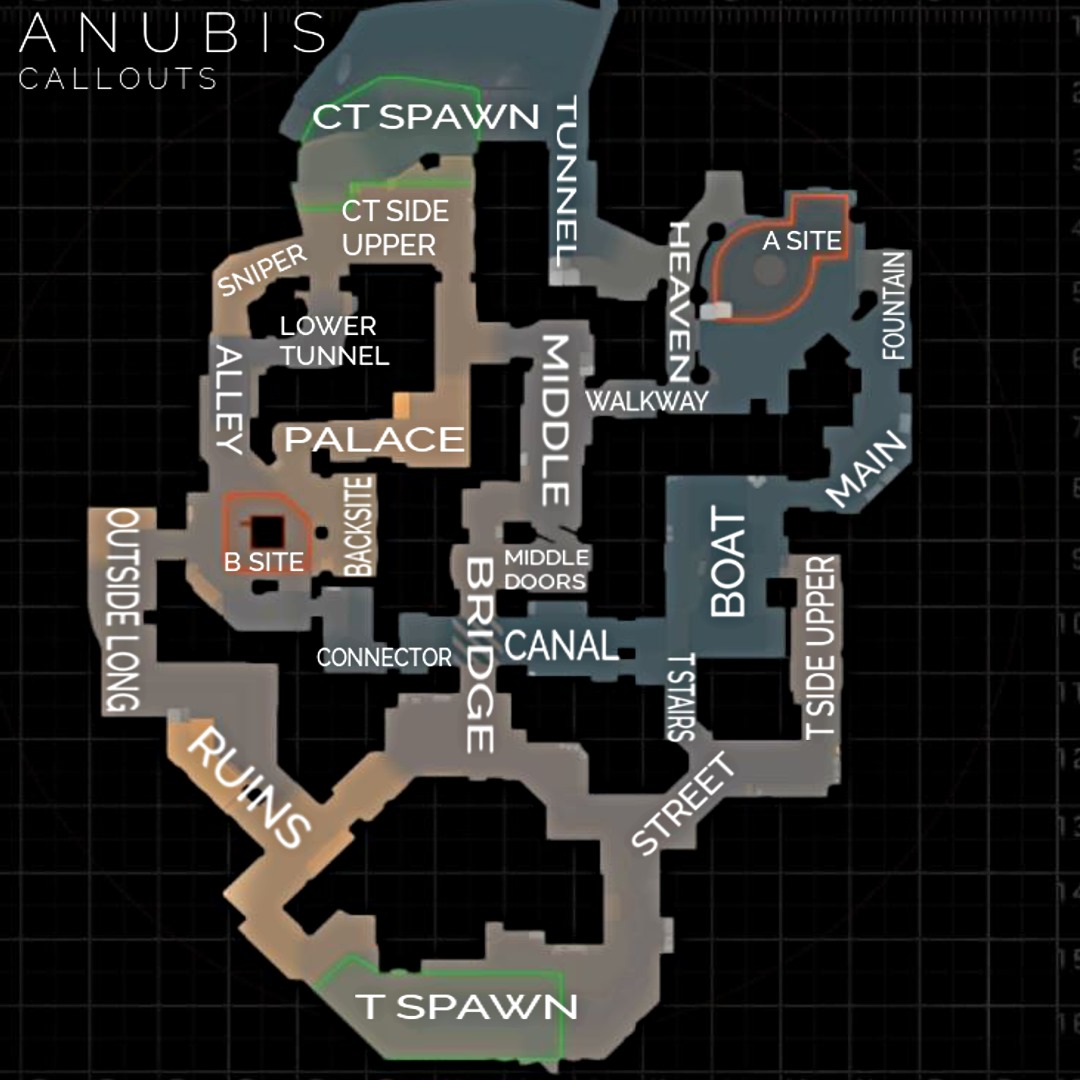 ANUBIS
CALLOUTS
CT SPAWN
TUNNEL
CT SIDE
UPPER
A SITE
HEAVEN
FOUNTAIN
SNIPER
LOWER
TUNNEL
ALLEY
MIDDLE
WALKWAY
PALACE
MAIN
BACKSITE
OUTSIDE LONG
B SITE
MIDDLE
DOORS
BOAT
BRIDGE
T SIDE UPPER
CANAL
CONNECTOR
T STAIRS
RUINS
STREET
T SPAWN